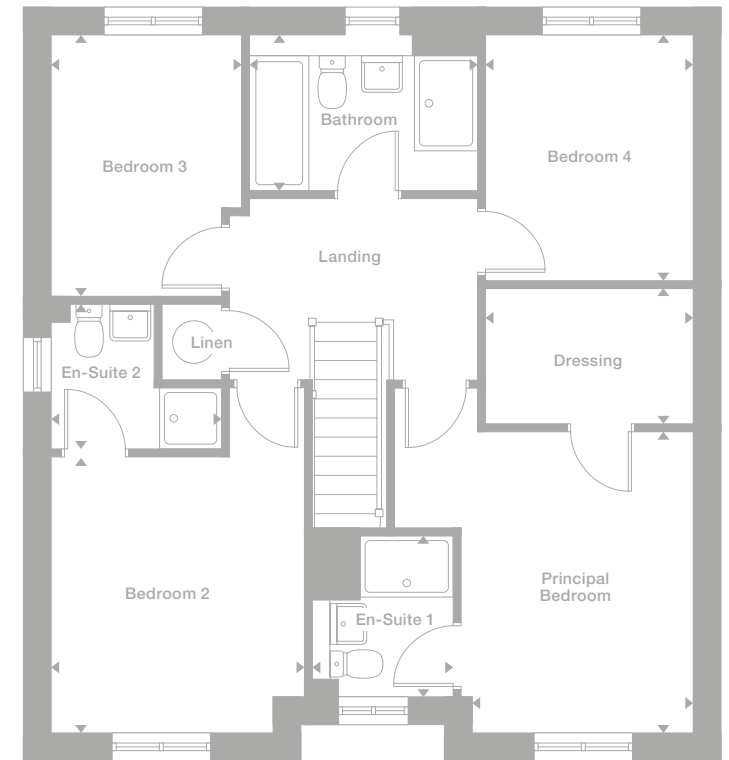 Bathroom
Bedroom 3
Bedroom 4
Landing
Linen
En-Suite 2
Dressing
Bedroom 2
Principal
Bedroom
En-Suite 1